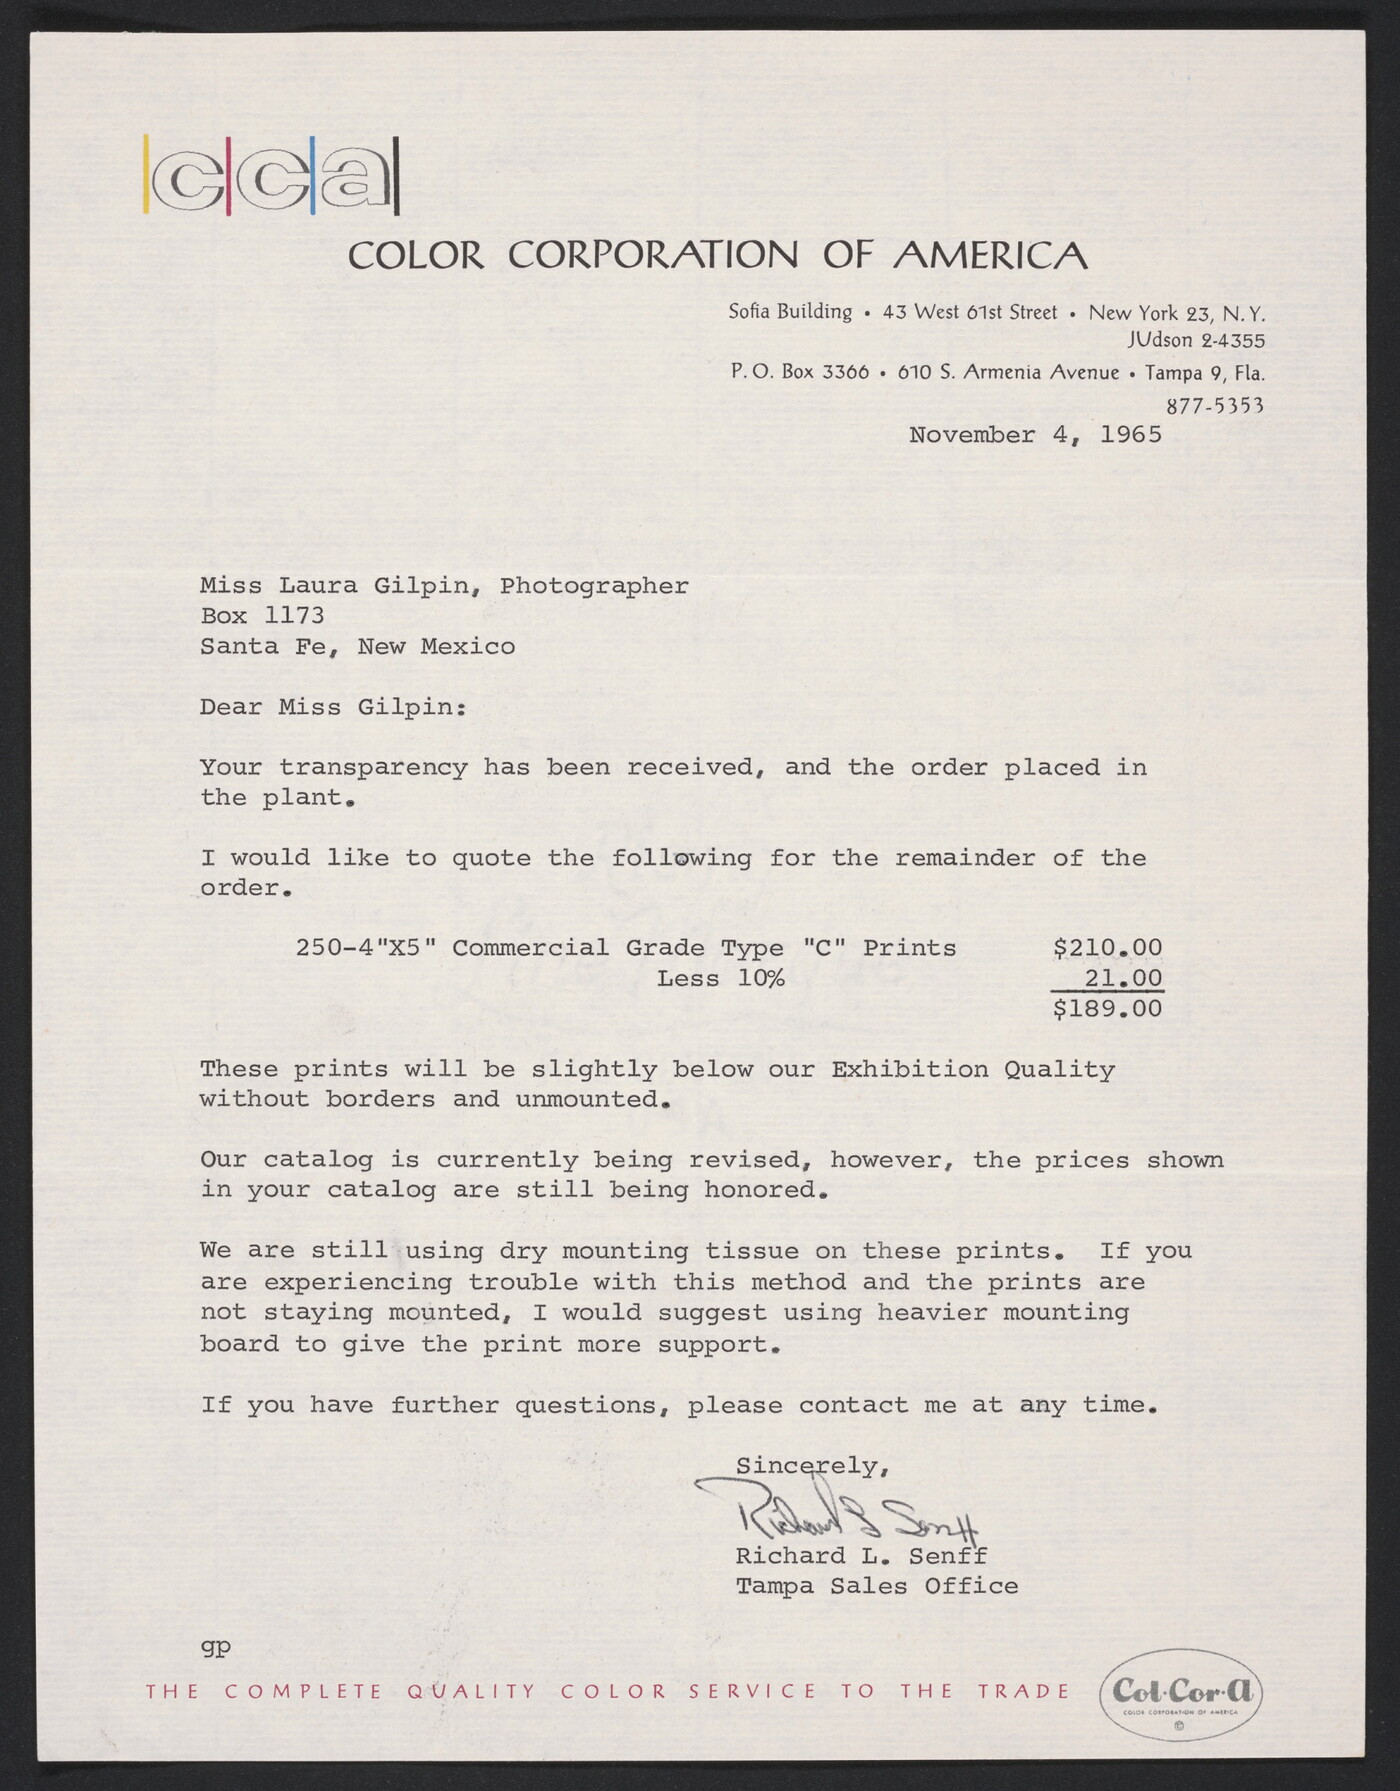 cca
COLOR CORPORATION OF AMERICA
Sofia Building • 43 West 61st Street • New York 23, N.Y.
JUdson 2-4355
P.O. Box 3366 • 610 S. Armenia Avenue • Tampa 9, Fla.
877-5353
November 4, 1965
Miss Laura Gilpin, Photographer
Box 1173
Santa Fe, New Mexico
Dear Miss Gilpin:
Your transparency has been received, and the order placed in
the plant.
I would like to quote the following for the remainder of the
order.
250-4"X5" Commercial Grade Type "C" Prints $210.00
Less 10% 21.00
$189.00
These prints will be slightly below our Exhibition Quality
without borders and unmounted.
Our catalog is currently being revised, however, the prices shown
in your catalog are still being honored.
We are still using dry mounting tissue on these prints. If you
are experiencing trouble with this method and the prints are
not staying mounted, I would suggest using heavier mounting
board to give the print more support.
If you have further questions, please contact me at any time.
Sincerely,
Richard L Senff
Richard L. Senff
Tampa Sales Office
gp
THE COMPLETE QUALITY COLOR SERVICE TO THE TRADE
Col·Cor·a
COLOR CORPORATION OF AMERICA
©